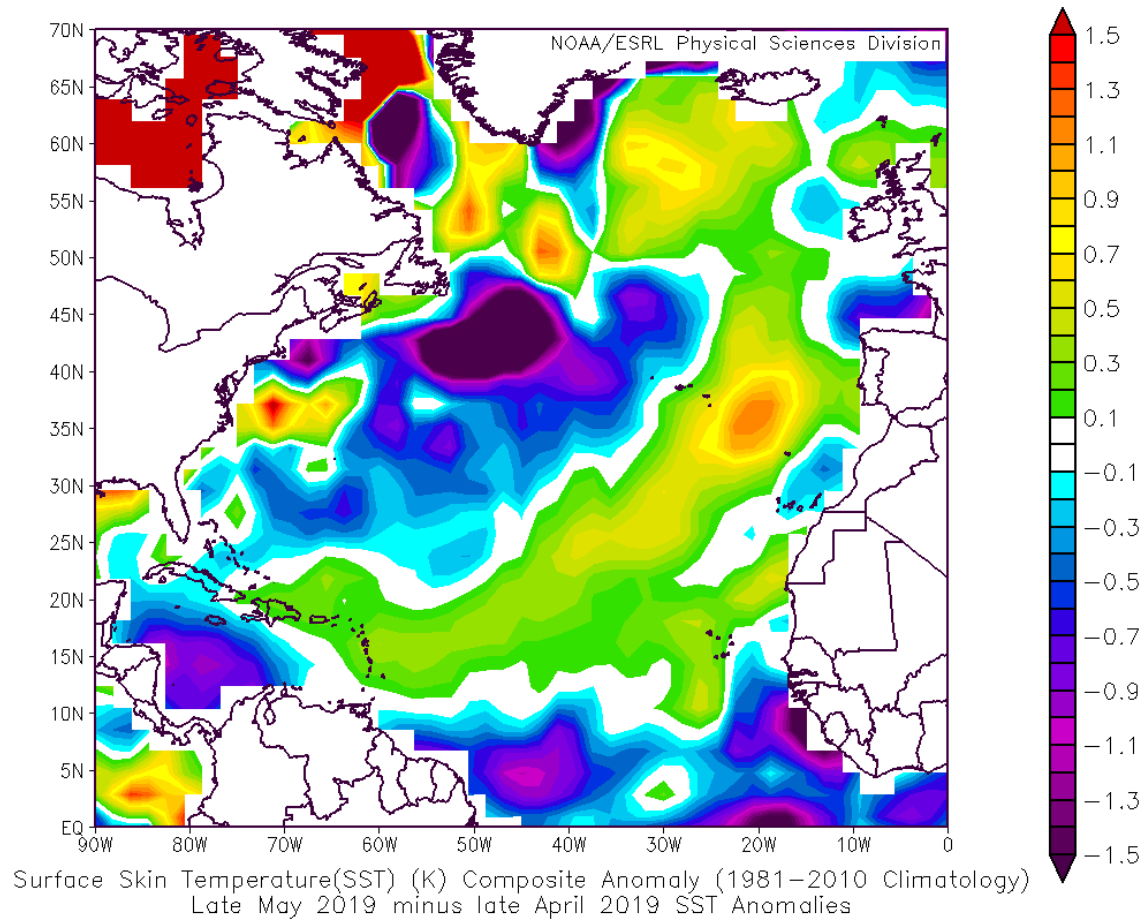 NOAA/ESRL Physical Sciences Division
70N
65N
60N
55N
50N
45N
40N
35N
30N
25N
20N
15N
10N
5N
EQ
90W 80W 70W 60W 50W 40W 30W 20W 10W 0
1.5
1.3
1.1
0.9
0.7
0.5
0.3
0.1
−0.1
−0.3
−0.5
−0.7
−0.9
−1.1
−1.3
−1.5
Surface Skin Temperature(SST) (K) Composite Anomaly (1981−2010 Climatology)
Late May 2019 minus late April 2019 SST Anomalies